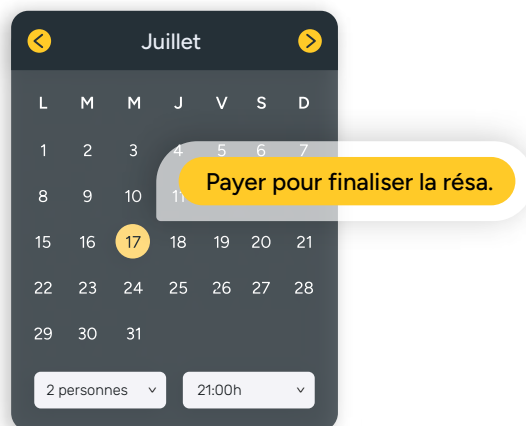 Juillet
L M M J V S D
1 2 3 4 5 6 7
8 9 10 11
Payer pour finaliser la résa.
15 16 17 18 19 20 21
22 23 24 25 26 27 28
29 30 31
2 personnes 21:00h